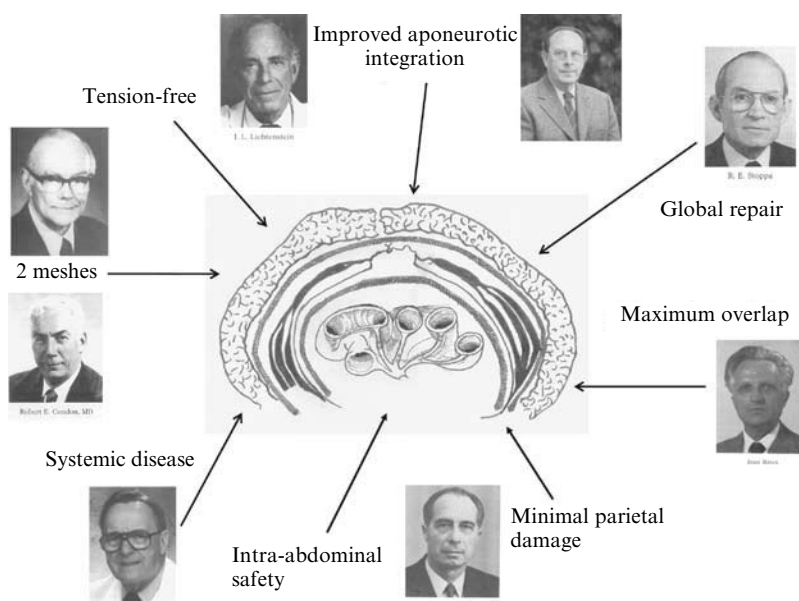 Improved aponeurotic
integration
Tension-free
I. L. Lichtenstein
R. E. Stoppa
Global repair
2 meshes
Maximum overlap
Robert E. Condon, MD
Systemic disease
Intra-abdominal
safety
Minimal parietal
damage